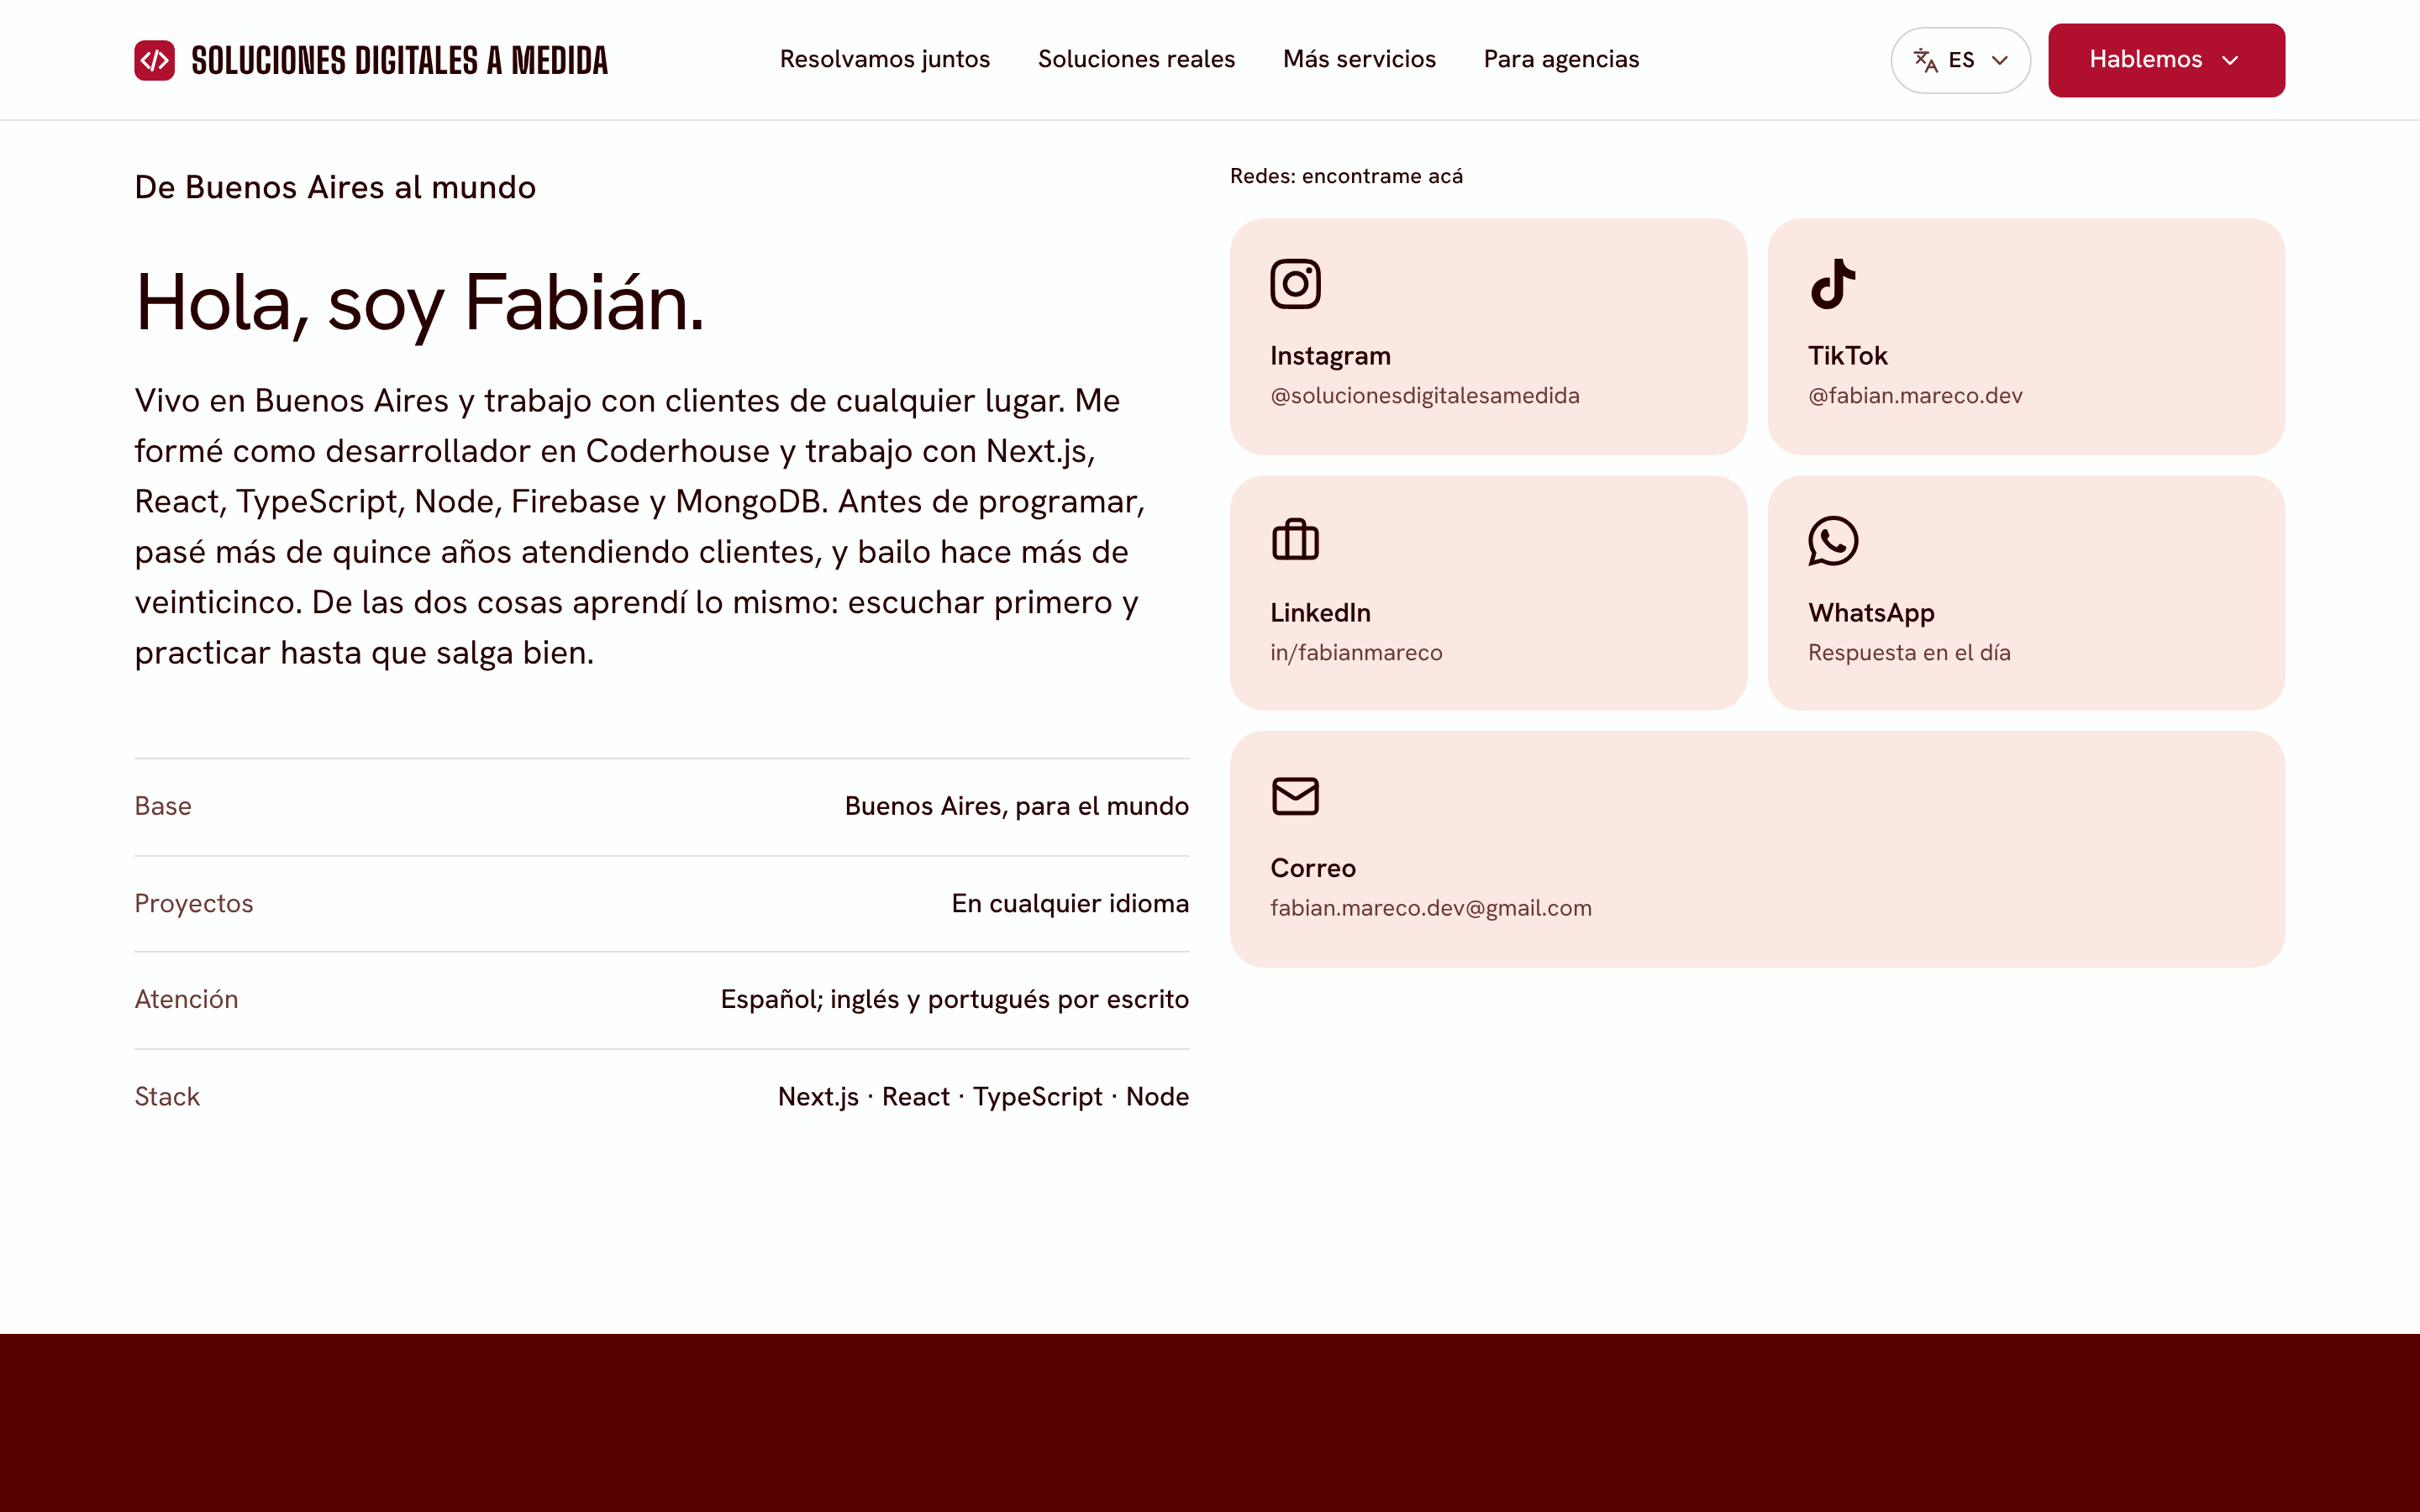 SOLUCIONES DIGITALES A MEDIDA
Resolvamos juntos
Soluciones reales
Más servicios
Para agencias
ES
Hablemos
De Buenos Aires al mundo
Hola, soy Fabián.
Vivo en Buenos Aires y trabajo con clientes de cualquier lugar. Me
formé como desarrollador en Coderhouse y trabajo con Next.js,
React, TypeScript, Node, Firebase y MongoDB. Antes de programar,
pasé más de quince años atendiendo clientes, y bailo hace más de
veinticinco. De las dos cosas aprendí lo mismo: escuchar primero y
practicar hasta que salga bien.
Base
Buenos Aires, para el mundo
Proyectos
En cualquier idioma
Atención
Español; inglés y portugués por escrito
Stack
Next.js · React · TypeScript · Node
Redes: encontrame acá
Instagram
@solucionesdigitalesamedida
TikTok
@fabian.mareco.dev
LinkedIn
in/fabianmareco
WhatsApp
Respuesta en el día
Correo
fabian.mareco.dev@gmail.com